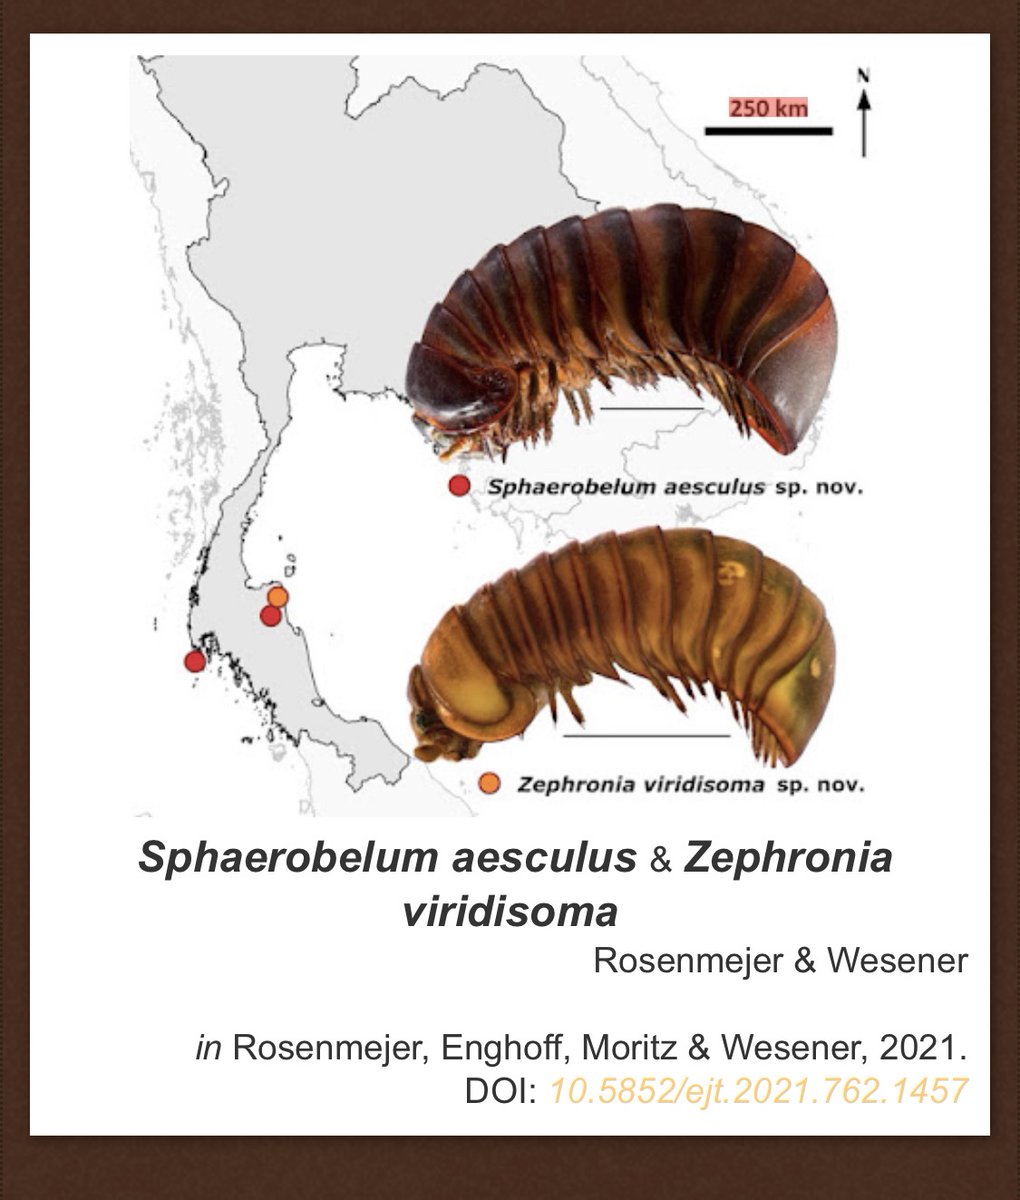 N
250 km
Sphaerobelum aesculus sp. nov.
Zephronia viridisoma sp. nov.
Sphaerobelum aesculus & Zephronia
viridisoma
Rosenmejer & Wesener
in Rosenmejer, Enghoff, Moritz & Wesener, 2021.
DOI: 10.5852/ejt.2021.762.1457